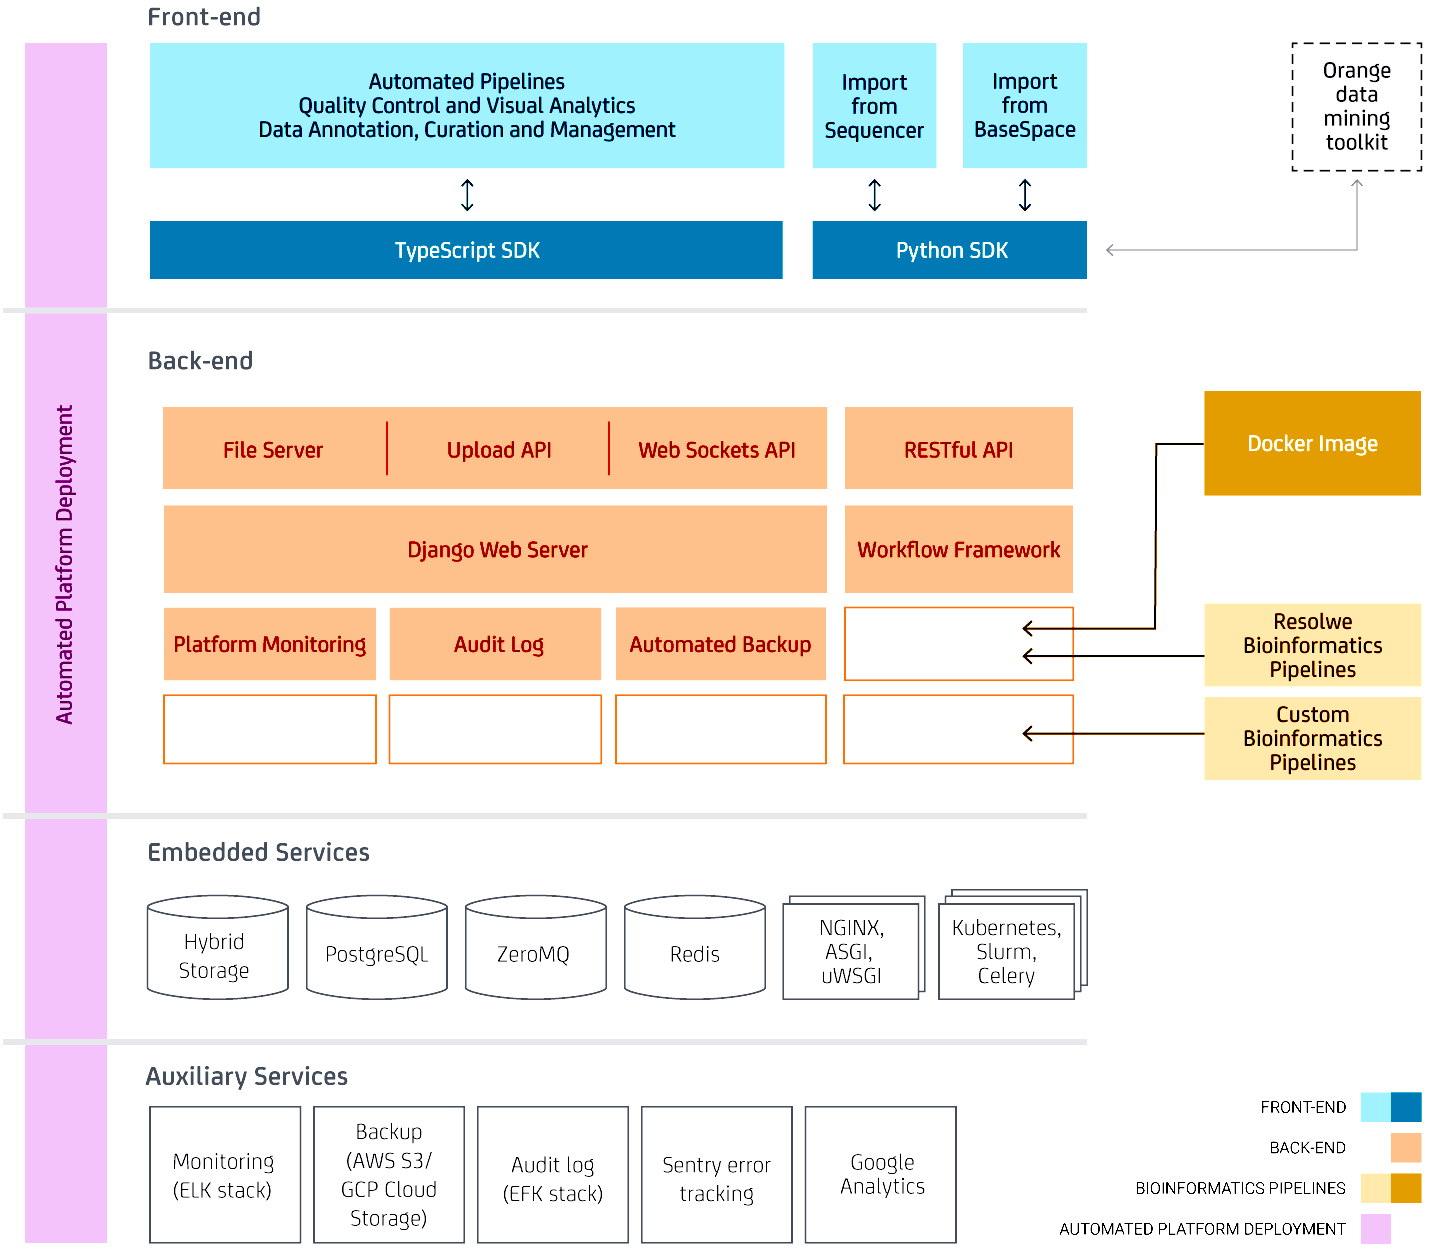 Front-end
Automated Pipelines
Quality Control and Visual Analytics
Data Annotation, Curation and Management
Import
from
Sequencer
Import
from
BaseSpace
Orange
data
mining
toolkit
TypeScript SDK
Python SDK
Automated Platform Deployment
Back-end
File Server
Upload API
Web Sockets API
RESTful API
Docker Image
Django Web Server
Workflow Framework
Platform Monitoring
Audit Log
Automated Backup
Resolwe
Bioinformatics
Pipelines
Custom
Bioinformatics
Pipelines
Embedded Services
Hybrid
Storage
PostgreSQL
ZeroMQ
Redis
NGINX,
ASGI,
uWSGI
Kubernetes,
Slurm,
Celery
Auxiliary Services
Monitoring
(ELK stack)
Backup
(AWS S3/
GCP Cloud
Storage)
Audit log
(EFK stack)
Sentry error
tracking
Google
Analytics
FRONT-END
BACK-END
BIOINFORMATICS PIPELINES
AUTOMATED PLATFORM DEPLOYMENT